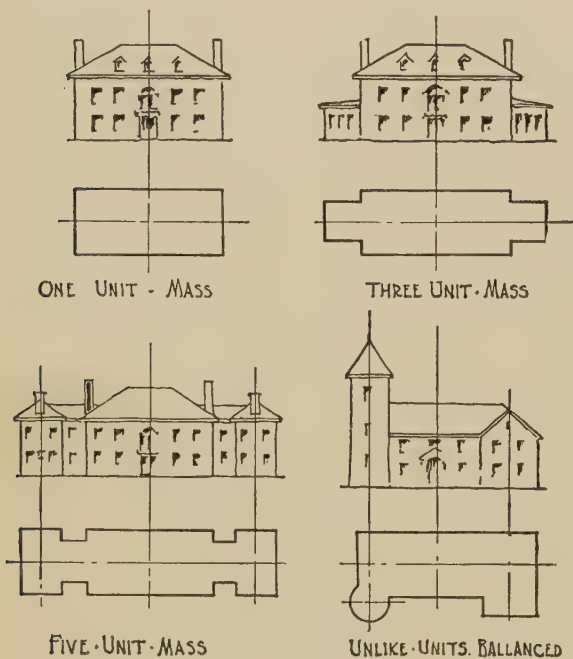 ONE UNIT - MASS
THREE UNIT · MASS
FIVE · UNIT · MASS
UNLIKE · UNITS. BALLANCED